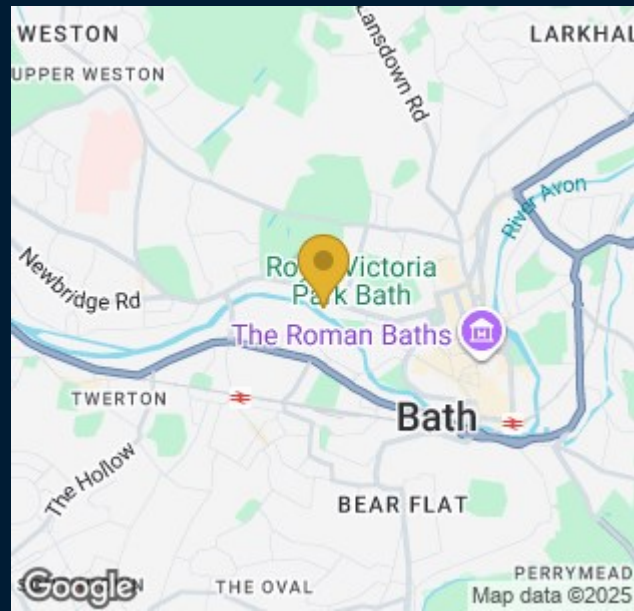 WESTON
LARKHAL
UPPER WESTON
Lansdown Rd
River Avon
Newbridge Rd
Victoria
Park Bath
The Roman Baths
TWERTON
Bath
The Hollow
BEAR FLAT
PERRYMEAD
Google
THE OVAL
Map data ©2025